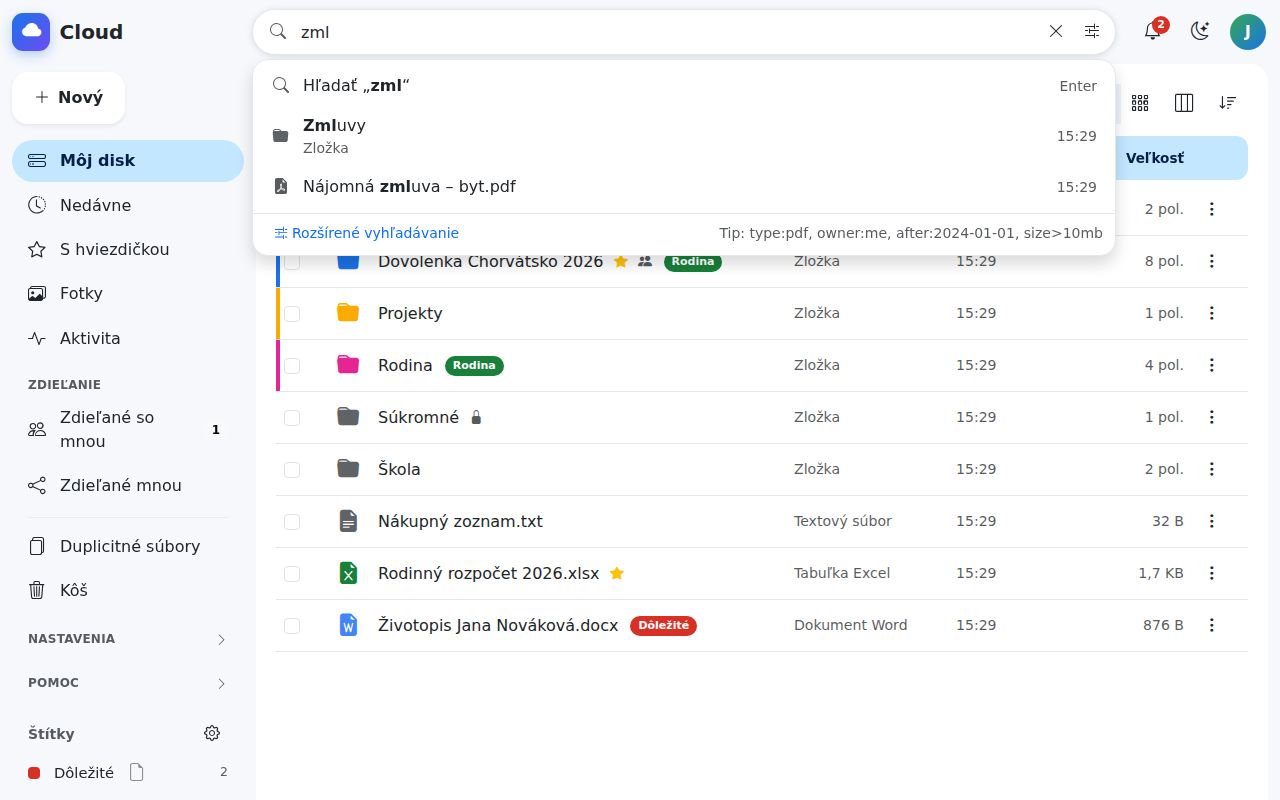 Cloud
zml
2
J
Nový
Hľadať „zml“ Enter
Zmluvy
Zložka
15:29
Nájomná zmluva – byt.pdf 15:29
Rozšírené vyhľadávanie Tip: type:pdf, owner:me, after:2024-01-01, size>10mb
Môj disk
Nedávne
S hviezdičkou
Fotky
Aktivita
ZDIEĽANIE
Zdieľané so mnou 1
Zdieľané mnou
Duplicitné súbory
Kôš
NASTAVENIA
POMOC
Štítky
Dôležité 2
Veľkosť
2 pol.
Dovolenka Chorvátsko 2026 Rodina Zložka 15:29 8 pol.
Projekty Zložka 15:29 1 pol.
Rodina Rodina Zložka 15:29 4 pol.
Súkromné Zložka 15:29 1 pol.
Škola Zložka 15:29 2 pol.
Nákupný zoznam.txt Textový súbor 15:29 32 B
Rodinný rozpočet 2026.xlsx Tabuľka Excel 15:29 1,7 KB
Životopis Jana Nováková.docx Dôležité Dokument Word 15:29 876 B